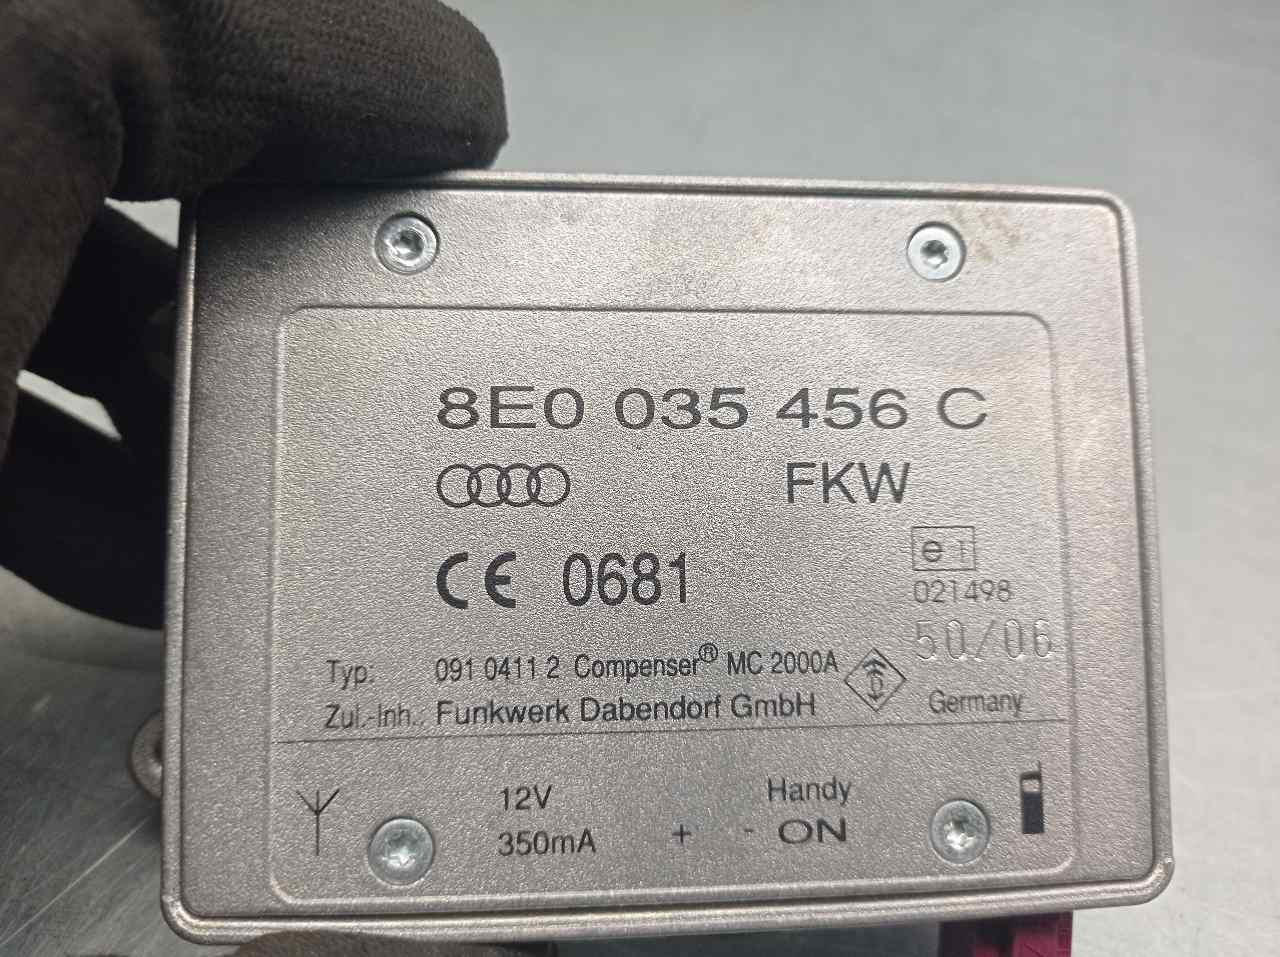 8E0 035 456 C
FKW
CE 0681
e 1
021498
50/06
Typ. 091 0411 2 Compenser® MC 2000A
D
Zul.-Inh.. Funkwerk Dabendorf GmbH
Germany
12V
350mA
+ -
Handy
ON